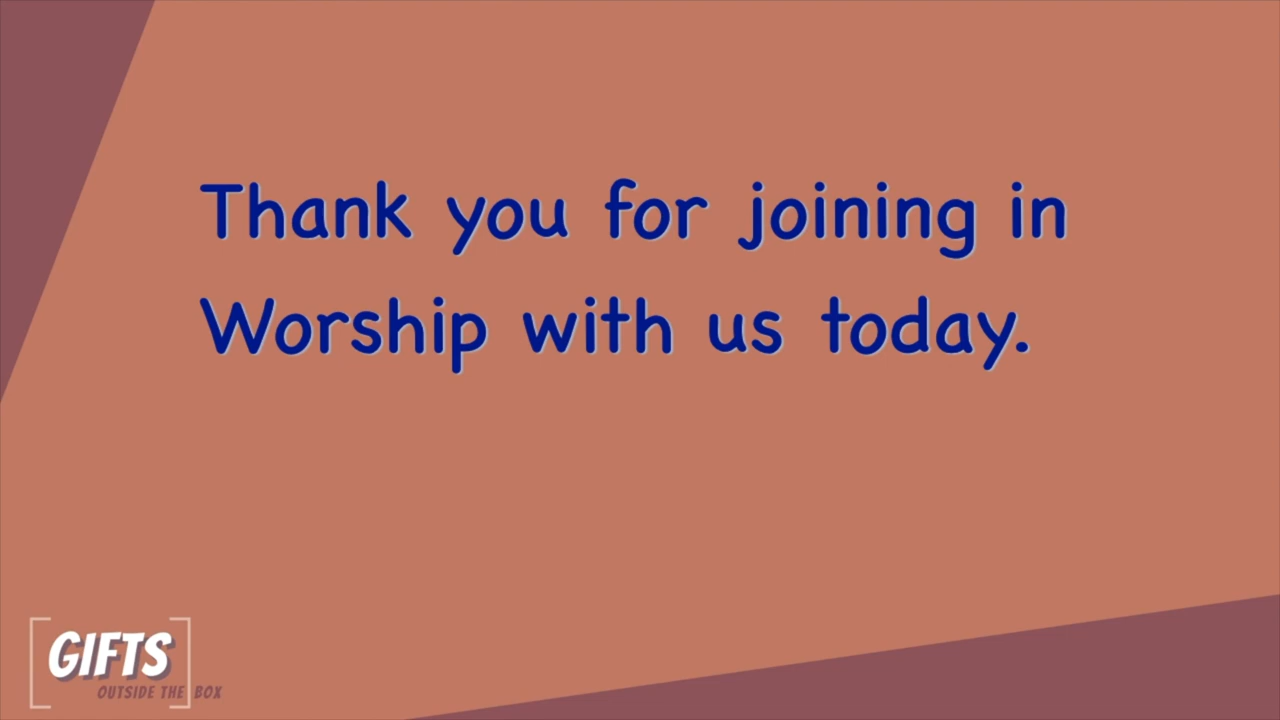 Thank you for joining in
Worship with us today.
GIFTS
OUTSIDE THE BOX